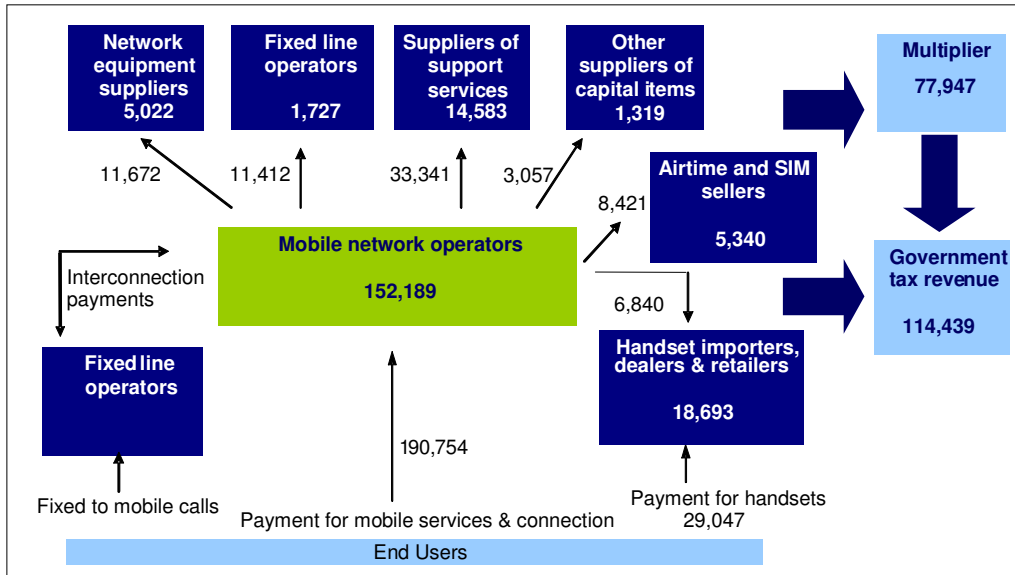 Network
equipment
suppliers
5,022
Fixed line
operators
1,727
Suppliers of
support
services
14,583
Other
suppliers of
capital items
1,319
Multiplier
77,947
11,672
11,412
33,341
3,057
8,421
Airtime and SIM
sellers
5,340
Mobile network operators
152,189
Government
tax revenue
114,439
Interconnection
payments
6,840
Fixed line
operators
Handset importers,
dealers & retailers
18,693
190,754
Fixed to mobile calls
Payment for mobile services & connection
Payment for handsets
29,047
End Users